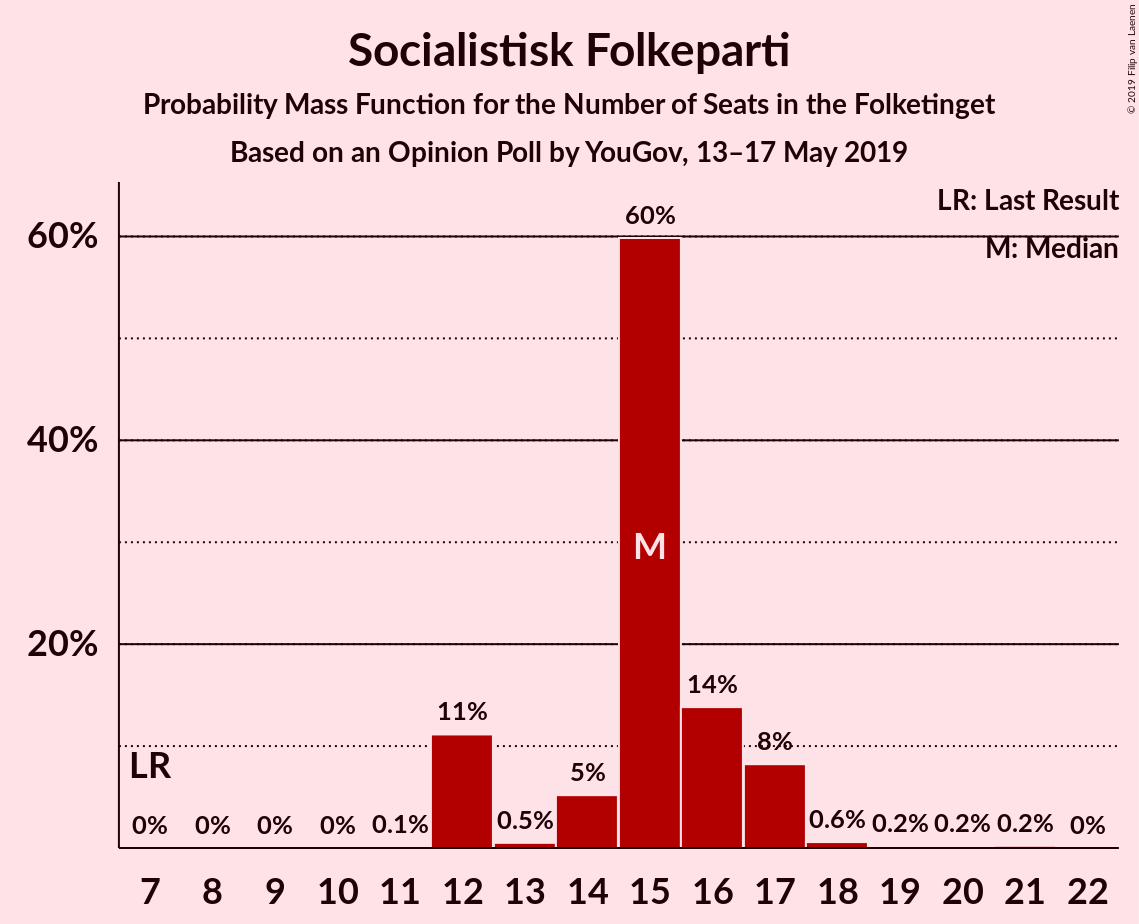 Socialistisk Folkeparti
Probability Mass Function for the Number of Seats in the Folketinget
Based on an Opinion Poll by YouGov, 13–17 May 2019
© 2019 Filip van Laenen
LR: Last Result
M: Median
60%
40%
20%
60%
M
14%
11%
8%
5%
LR
0% 0% 0% 0% 0.1% 0.5% 0.6% 0.2% 0.2% 0.2% 0%
7 8 9 10 11 12 13 14 15 16 17 18 19 20 21 22